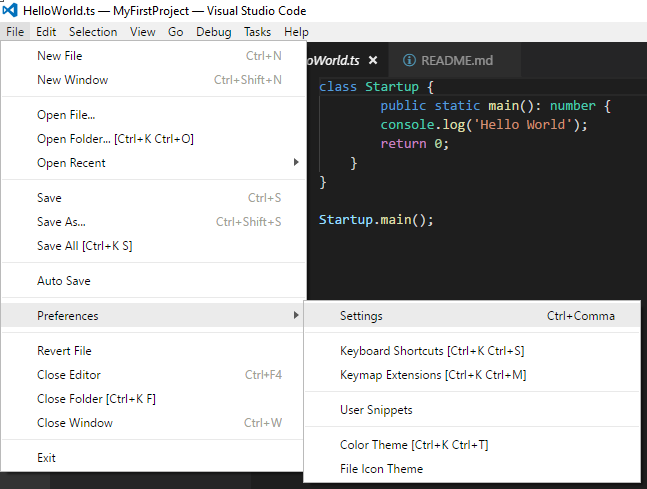 HelloWorld.ts — MyFirstProject — Visual Studio Code
File Edit Selection View Go Debug Tasks Help
New File Ctrl+N
New Window Ctrl+Shift+N
Open File...
Open Folder... [Ctrl+K Ctrl+O]
Open Recent
Save Ctrl+S
Save As... Ctrl+Shift+S
Save All [Ctrl+K S]
Auto Save
Preferences
Revert File
Close Editor Ctrl+F4
Close Folder [Ctrl+K F]
Close Window Ctrl+W
Exit
Settings Ctrl+Comma
Keyboard Shortcuts [Ctrl+K Ctrl+S]
Keymap Extensions [Ctrl+K Ctrl+M]
User Snippets
Color Theme [Ctrl+K Ctrl+T]
File Icon Theme
oWorld.ts README.md
class Startup {
public static main(): number {
console.log('Hello World');
return 0;
}
}
Startup.main();